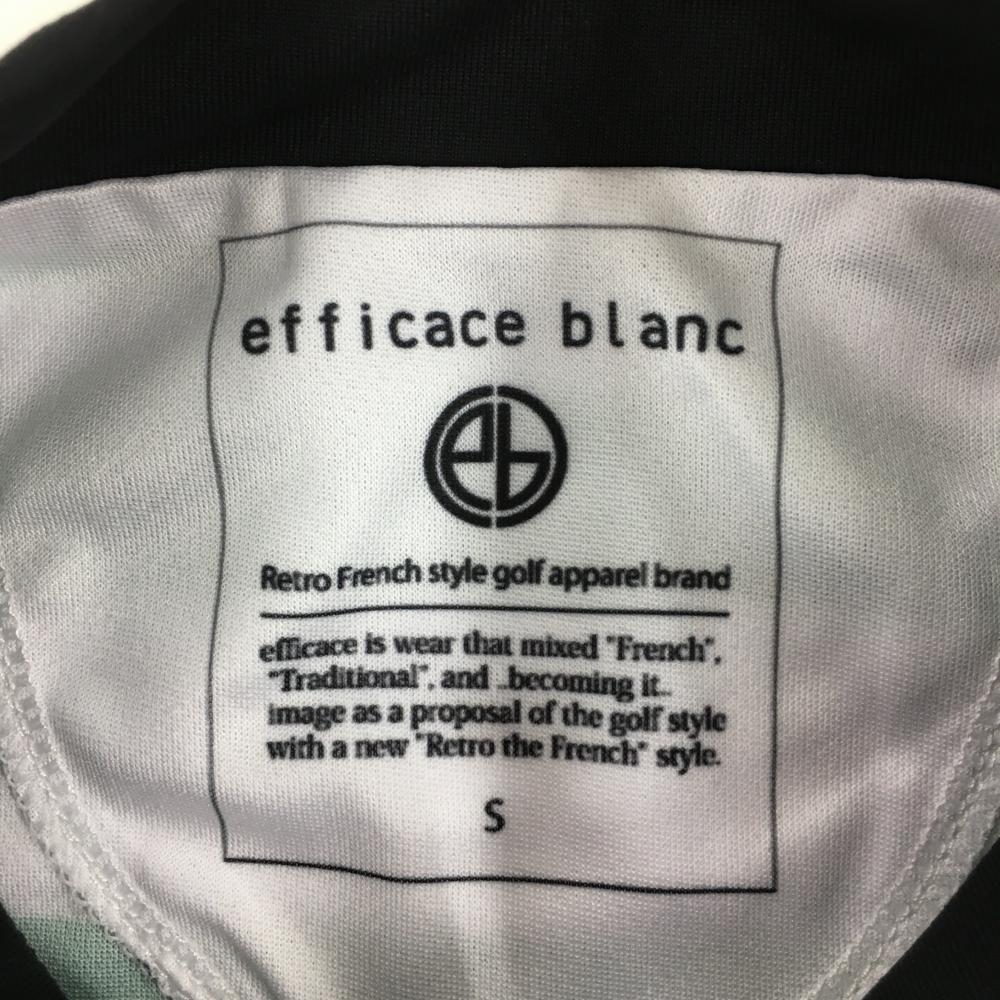 efficace blanc
eb
Retro French style golf apparel brand
efficace is wear that mixed "French",
"Traditional", and ..becoming it..
image as a proposal of the golf style
with a new "Retro the French" style.
S